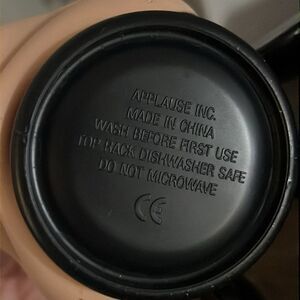 APPLAUSE INC.
MADE IN CHINA
WASH BEFORE FIRST USE
TOP RACK DISHWASHER SAFE
DO NOT MICROWAVE
CE